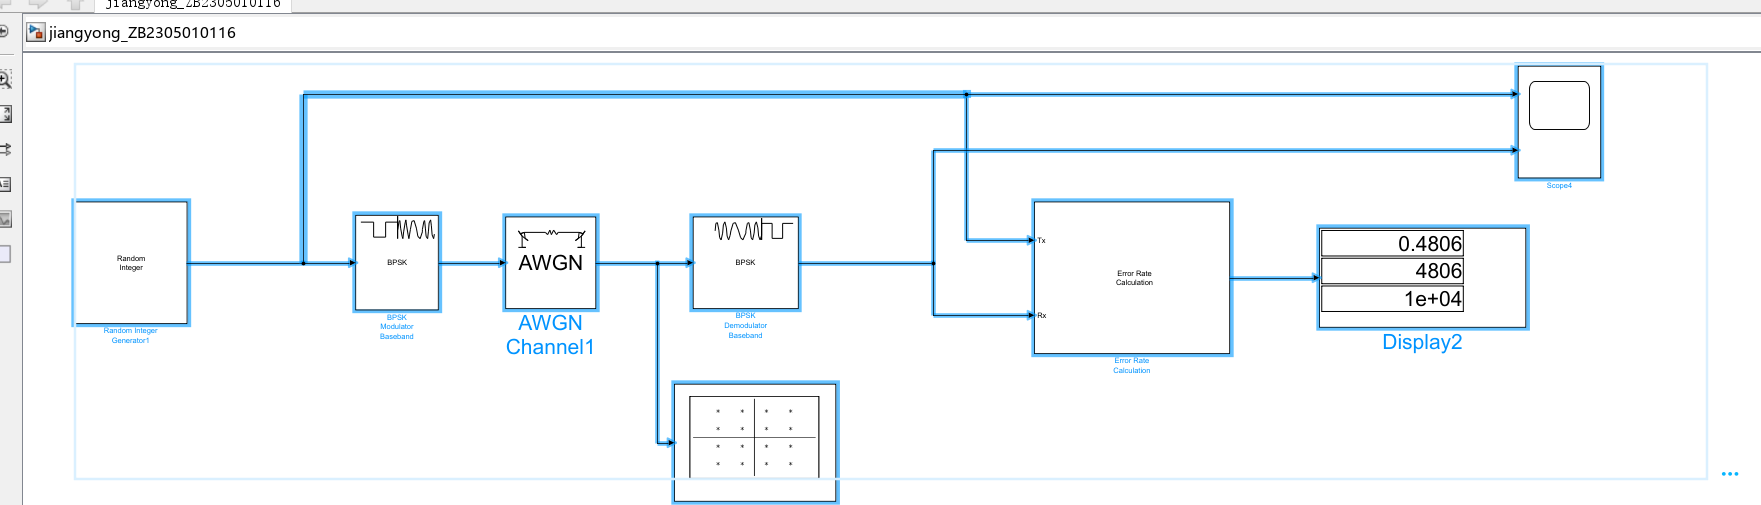 jiangyong_ZB2305010116
jiangyong_ZB2305010116
Scope4
Random
Integer
Random Integer
Generator1
BPSK
BPSK
Modulator
Baseband
AWGN
AWGN
Channel1
BPSK
BPSK
Demodulator
Baseband
Tx
Error Rate
Calculation
Rx
Error Rate
Calculation
0.4806
4806
1e+04
Display2